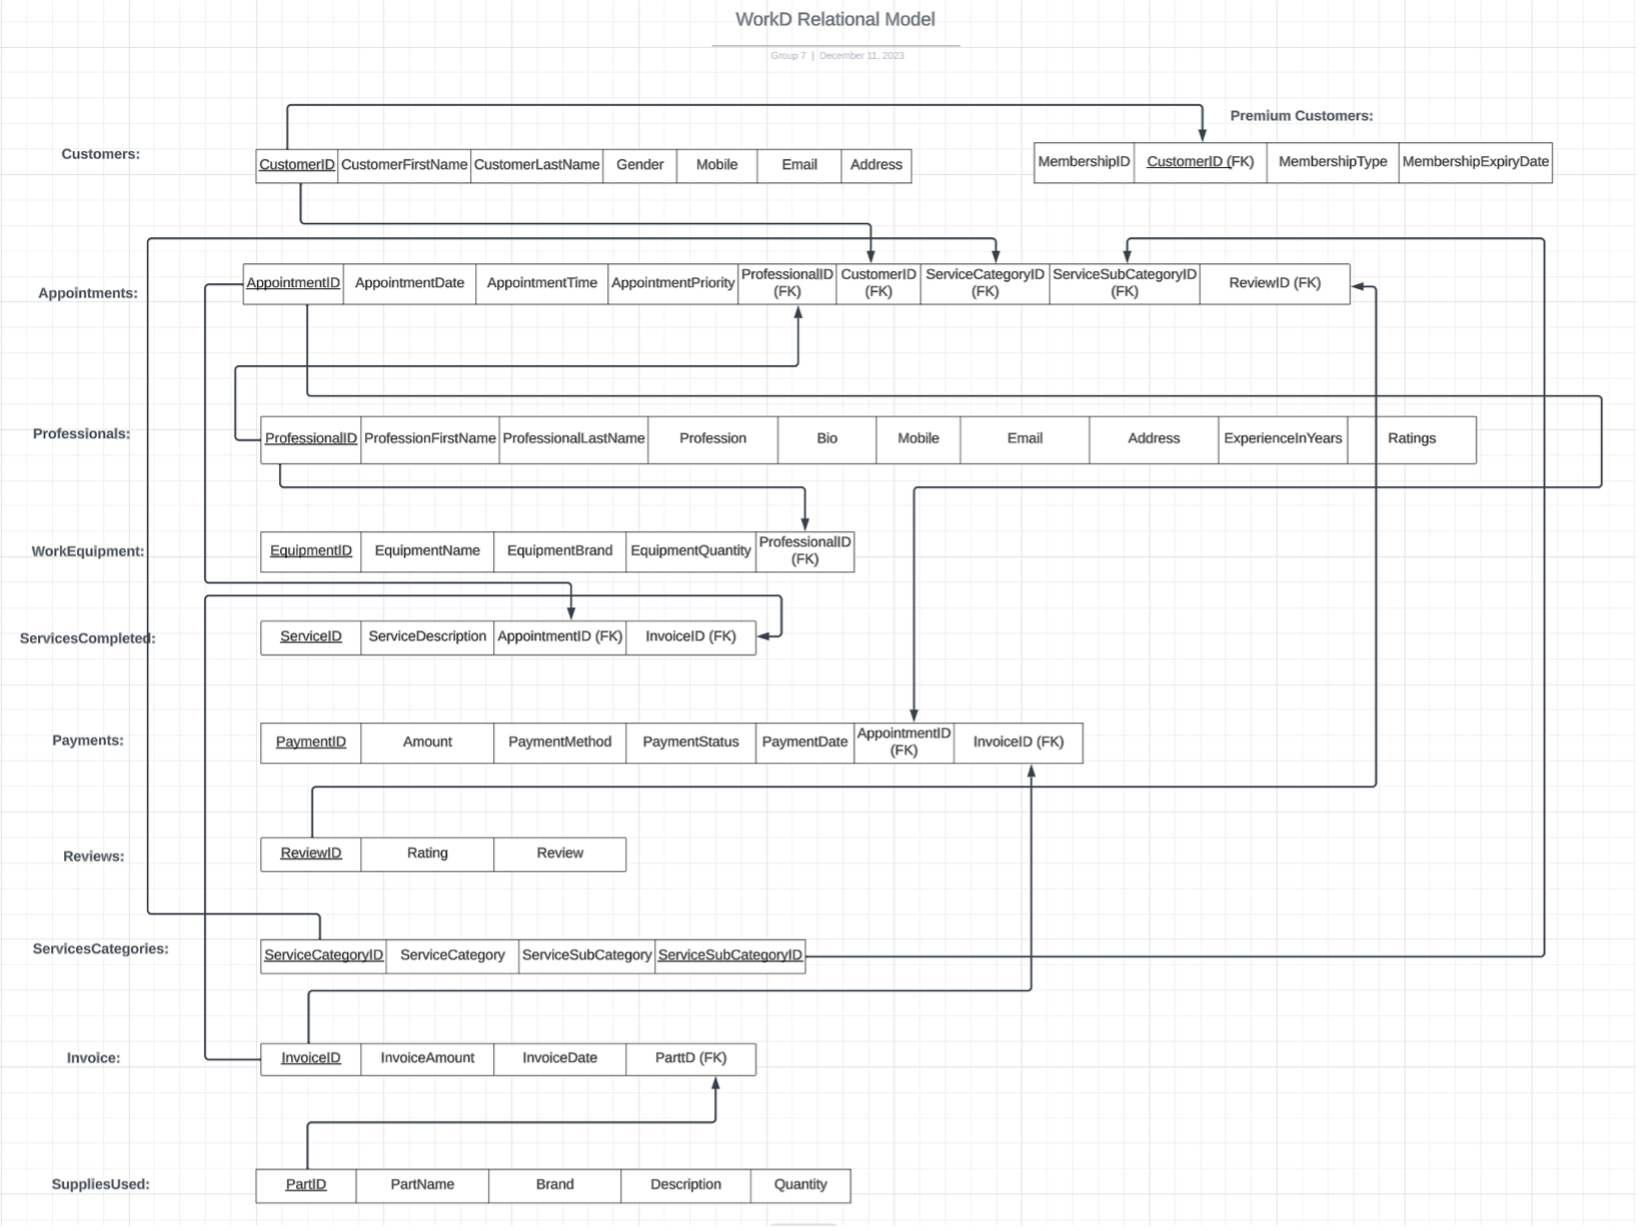 WorkD Relational Model
Group 7 | December 11, 2023
Premium Customers:
Customers:
CustomerID CustomerFirstName CustomerLastName Gender Mobile Email Address
MembershipID CustomerID (FK) MembershipType MembershipExpiryDate
Appointments:
AppointmentID AppointmentDate AppointmentTime AppointmentPriority ProfessionalID (FK) CustomerID (FK) ServiceCategoryID (FK) ServiceSubCategoryID (FK) ReviewID (FK)
Professionals:
ProfessionalID ProfessionFirstName ProfessionalLastName Profession Bio Mobile Email Address ExperienceInYears Ratings
WorkEquipment:
EquipmentID EquipmentName EquipmentBrand EquipmentQuantity ProfessionalID (FK)
ServicesCompleted:
ServiceID ServiceDescription AppointmentID (FK) InvoiceID (FK)
Payments:
PaymentID Amount PaymentMethod PaymentStatus PaymentDate AppointmentID (FK) InvoiceID (FK)
Reviews:
ReviewID Rating Review
ServicesCategories:
ServiceCategoryID ServiceCategory ServiceSubCategory ServiceSubCategoryID
Invoice:
InvoiceID InvoiceAmount InvoiceDate ParttD (FK)
SuppliesUsed:
PartID PartName Brand Description Quantity